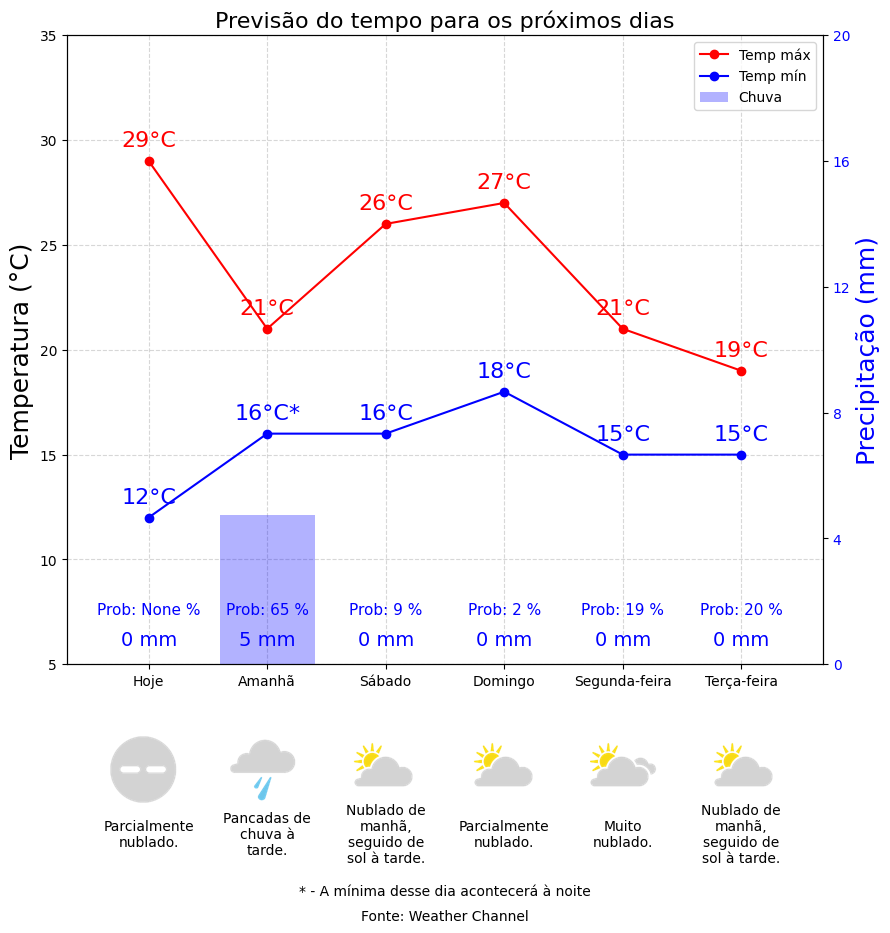 Previsão do tempo para os próximos dias
Temp máx
Temp mín
Chuva
Temperatura (°C)
Precipitação (mm)
35
30
25
20
15
10
5
20
16
12
8
4
0
29°C
21°C
26°C
27°C
21°C
19°C
12°C
16°C*
16°C
18°C
15°C
15°C
Prob: None %
Prob: 65 %
Prob: 9 %
Prob: 2 %
Prob: 19 %
Prob: 20 %
0 mm
5 mm
0 mm
0 mm
0 mm
0 mm
Hoje
Amanhã
Sábado
Domingo
Segunda-feira
Terça-feira
Parcialmente
nublado.
Pancadas de
chuva à
tarde.
Nublado de
manhã,
seguido de
sol à tarde.
Parcialmente
nublado.
Muito
nublado.
Nublado de
manhã,
seguido de
sol à tarde.
* - A mínima desse dia acontecerá à noite
Fonte: Weather Channel